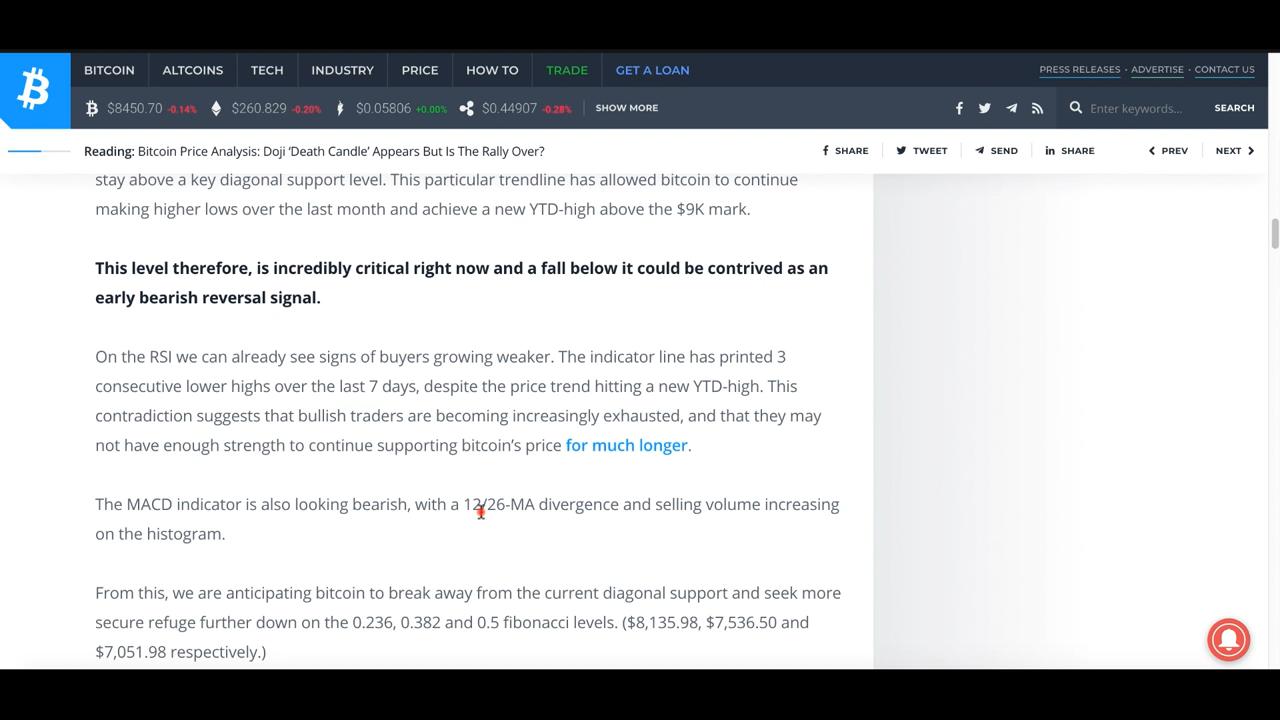 BITCOIN ALTCOINS TECH INDUSTRY PRICE HOW TO TRADE GET A LOAN PRESS RELEASES · ADVERTISE · CONTACT US
$8450.70 -0.14% $260.829 -0.20% $0.05806 +0.00% $0.44907 -0.28% SHOW MORE Enter keywords... SEARCH
Reading: Bitcoin Price Analysis: Doji ‘Death Candle’ Appears But Is The Rally Over? SHARE TWEET SEND SHARE PREV NEXT
stay above a key diagonal support level. This particular trendline has allowed bitcoin to continue
making higher lows over the last month and achieve a new YTD-high above the $9K mark.
This level therefore, is incredibly critical right now and a fall below it could be contrived as an
early bearish reversal signal.
On the RSI we can already see signs of buyers growing weaker. The indicator line has printed 3
consecutive lower highs over the last 7 days, despite the price trend hitting a new YTD-high. This
contradiction suggests that bullish traders are becoming increasingly exhausted, and that they may
not have enough strength to continue supporting bitcoin’s price for much longer.
The MACD indicator is also looking bearish, with a 12/26-MA divergence and selling volume increasing
on the histogram.
From this, we are anticipating bitcoin to break away from the current diagonal support and seek more
secure refuge further down on the 0.236, 0.382 and 0.5 fibonacci levels. ($8,135.98, $7,536.50 and
$7,051.98 respectively.)